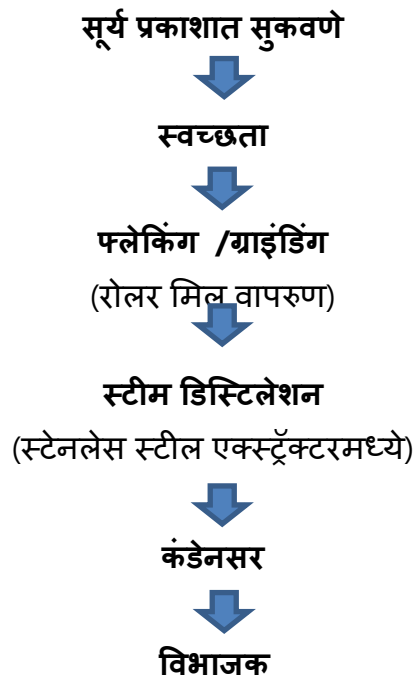 सूर्य प्रकाशात सुकवणे
स्वच्छता
फ्लेकिंग /ग्राइंडिंग
(रोलर मिल वापरुण)
स्टीम डिस्टिलेशन
(स्टेनलेस स्टील एक्स्ट्रॅक्टरमध्ये)
कंडेनसर
विभाजक